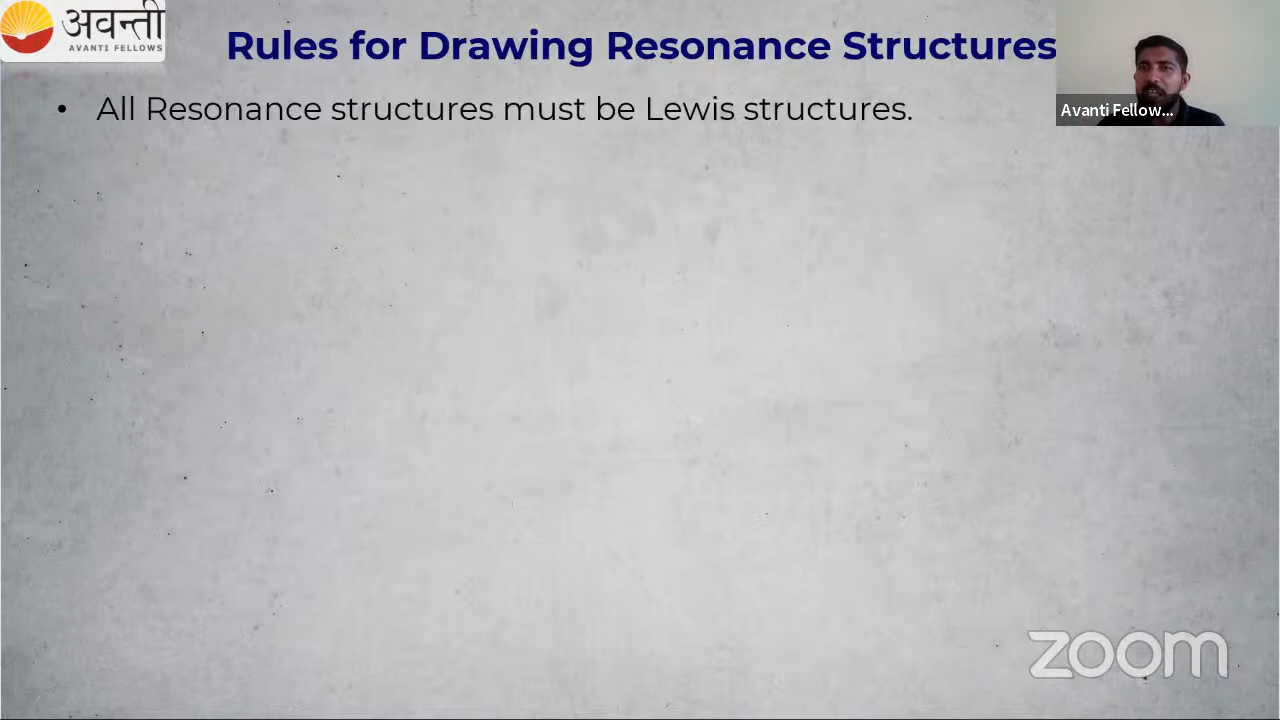 अवन्ती
AVANTI FELLOWS
Rules for Drawing Resonance Structures
• All Resonance structures must be Lewis structures.
Avanti Fellow...
zoom